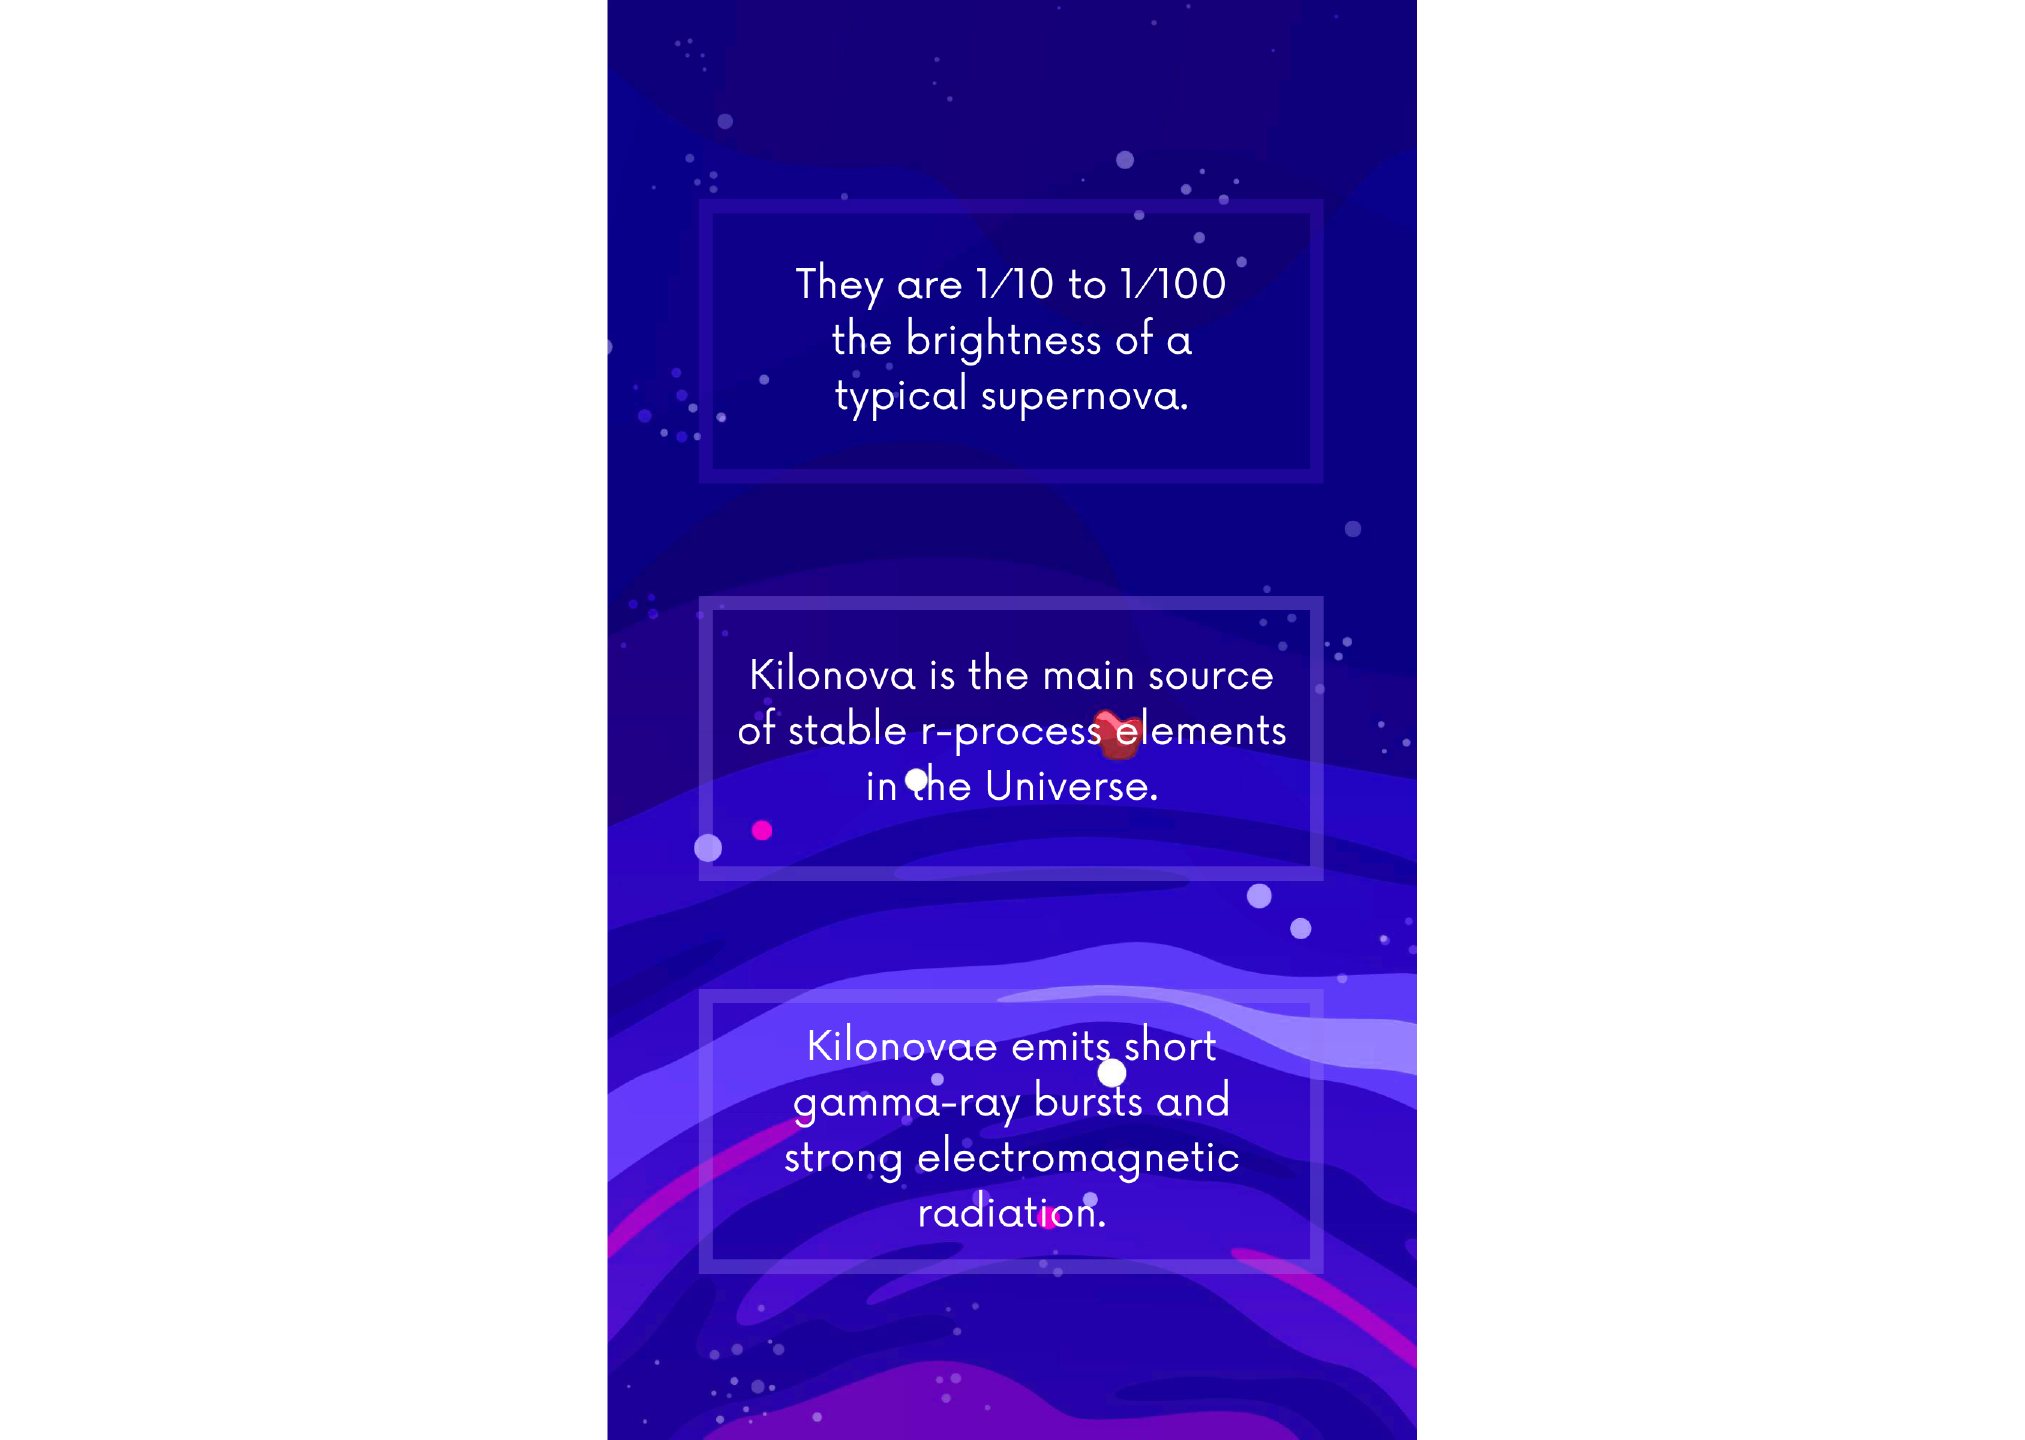 They are 1/10 to 1/100
the brightness of a
typical supernova.
Kilonova is the main source
of stable r-process elements
in the Universe.
Kilonovae emits short
gamma-ray bursts and
strong electromagnetic
radiation.